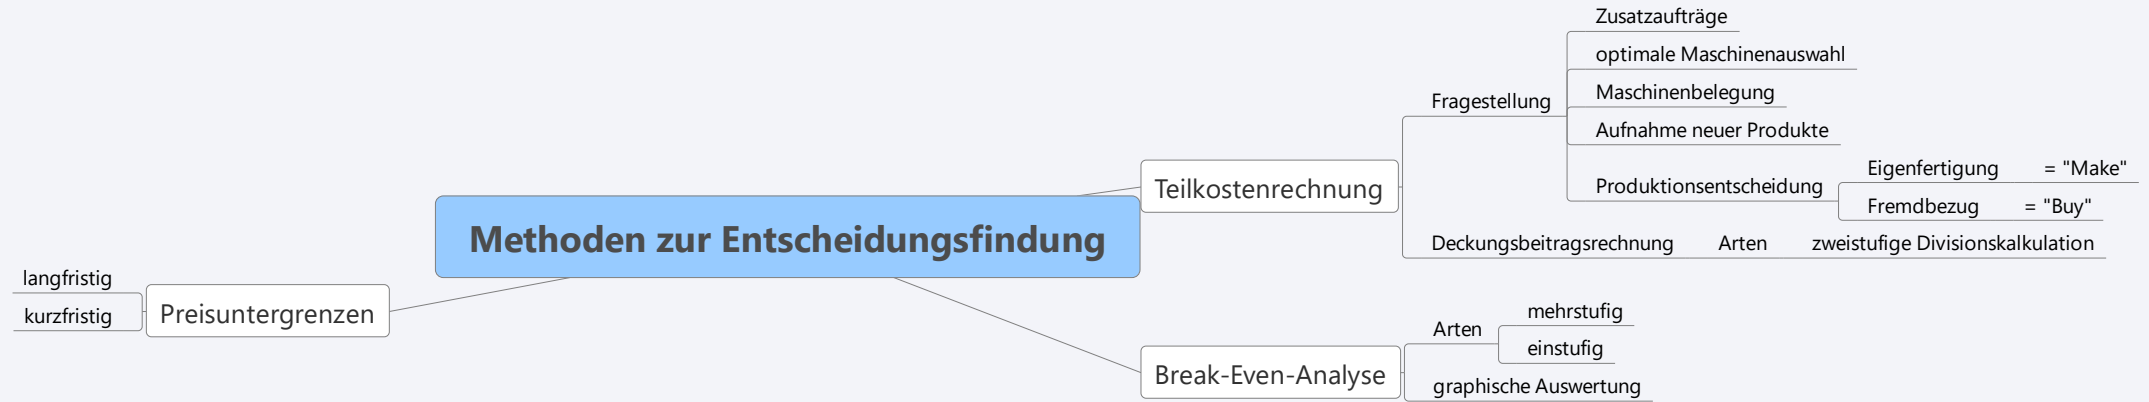 Methoden zur Entscheidungsfindung
Teilkostenrechnung
Fragestellung
Zusatzaufträge
optimale Maschinenauswahl
Maschinenbelegung
Aufnahme neuer Produkte
Produktionsentscheidung
Eigenfertigung = "Make"
Fremdbezug = "Buy"
Deckungsbeitragsrechnung Arten zweistufige Divisionskalkulation
Break-Even-Analyse
Arten
mehrstufig
einstufig
graphische Auswertung
Preisuntergrenzen
langfristig
kurzfristig